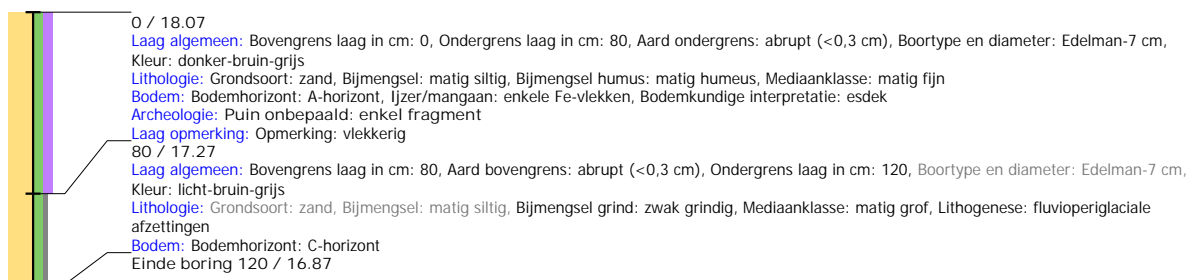 0 / 18.07
Laag algemeen: Bovengrens laag in cm: 0, Ondergrens laag in cm: 80, Aard ondergrens: abrupt (<0,3 cm), Boortype en diameter: Edelman-7 cm,
Kleur: donker-bruin-grijs
Lithologie: Grondsoort: zand, Bijmengsel: matig siltig, Bijmengsel humus: matig humeus, Mediaanklasse: matig fijn
Bodem: Bodemhorizont: A-horizont, Ijzer/mangaan: enkele Fe-vlekken, Bodemkundige interpretatie: esdek
Archeologie: Puin onbepaald: enkel fragment
Laag opmerking: Opmerking: vlekkerig
80 / 17.27
Laag algemeen: Bovengrens laag in cm: 80, Aard bovengrens: abrupt (<0,3 cm), Ondergrens laag in cm: 120, Boortype en diameter: Edelman-7 cm,
Kleur: licht-bruin-grijs
Lithologie: Grondsoort: zand, Bijmengsel: matig siltig, Bijmengsel grind: zwak grindig, Mediaanklasse: matig grof, Lithogenese: fluvioperiglaciale
afzettingen
Bodem: Bodemhorizont: C-horizont
Einde boring 120 / 16.87